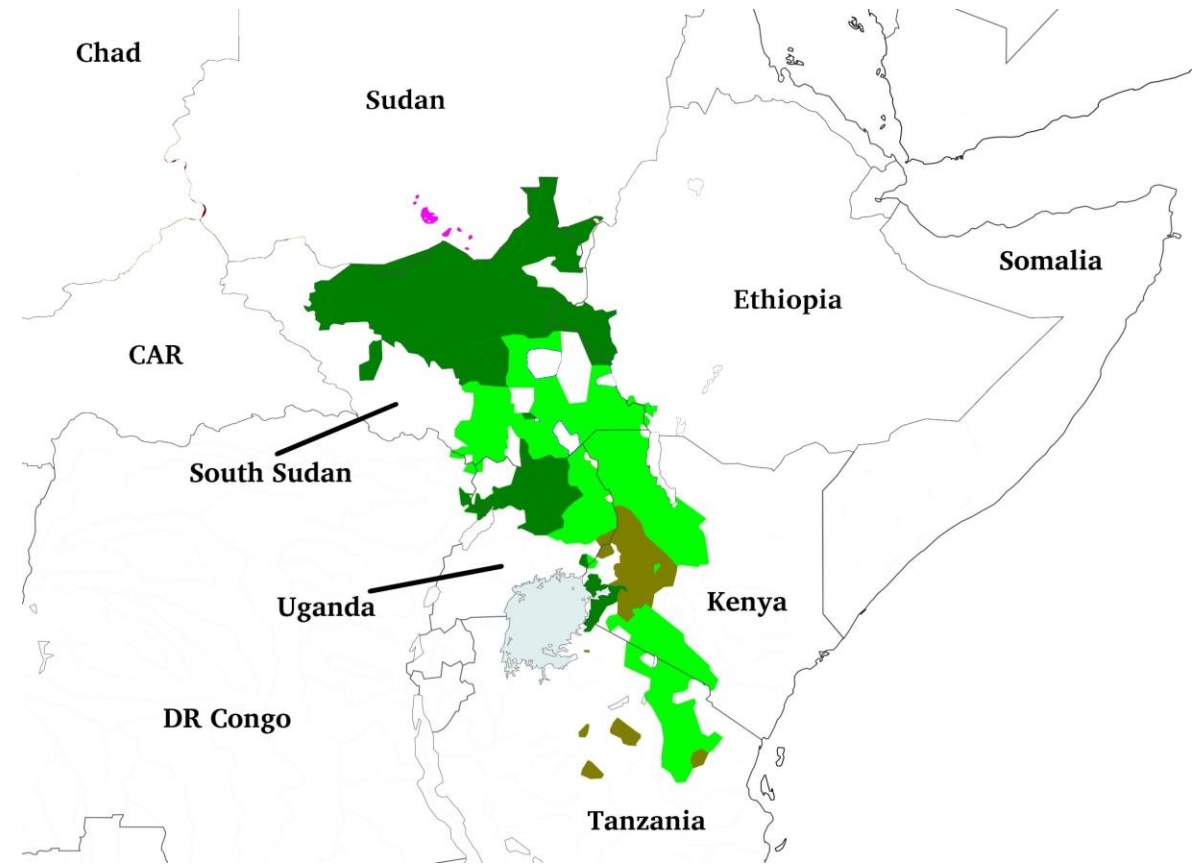 Chad
Sudan
Somalia
Ethiopia
CAR
South Sudan
Uganda
Kenya
DR Congo
Tanzania